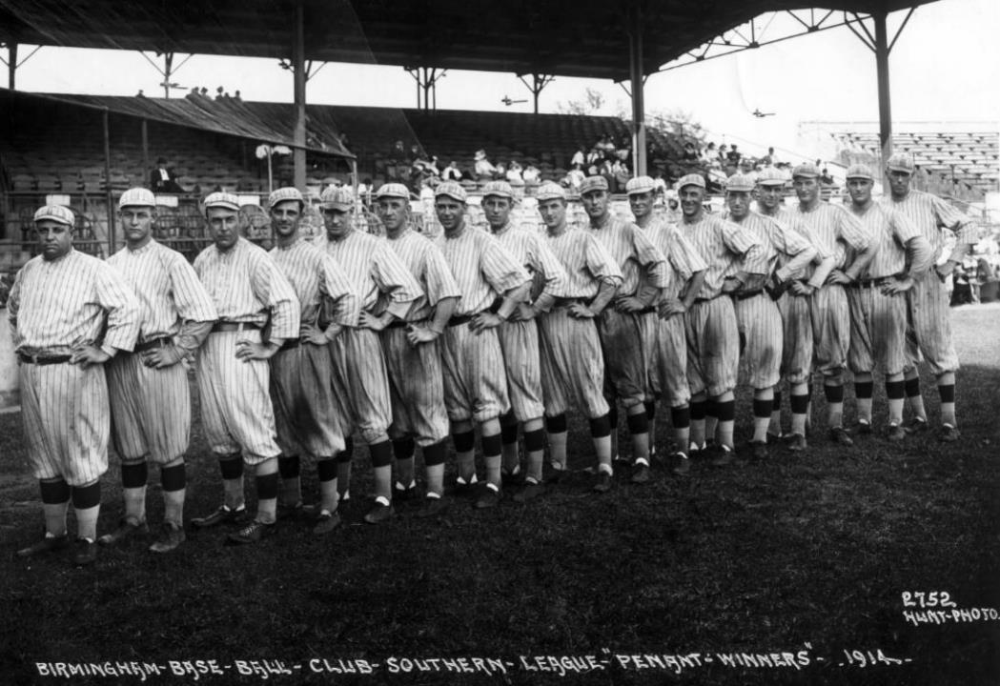 2752
HUNT-PHOTO.
BIRMINGHAM-BASE-BALL-CLUB-SOUTHERN-LEAGUE-"PENANT-WINNERS"-.1914-